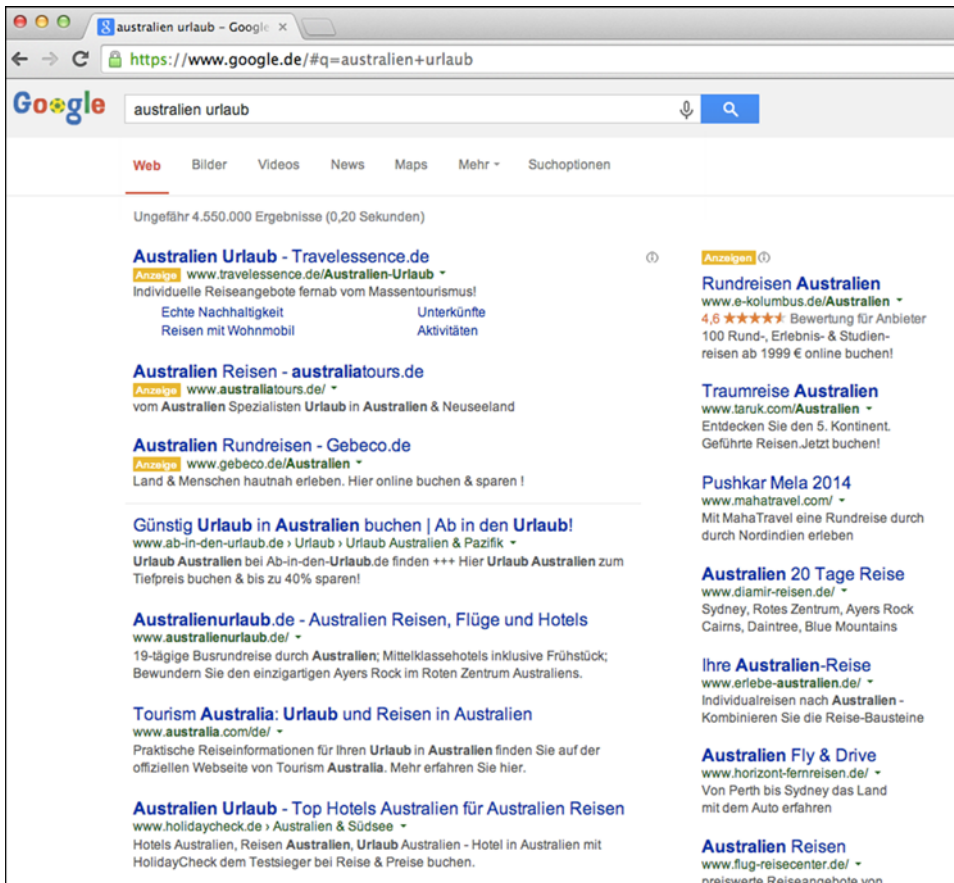 australien urlaub – Google
https://www.google.de/#q=australien+urlaub
Google
australien urlaub
Web Bilder Videos News Maps Mehr Suchoptionen
Ungefähr 4.550.000 Ergebnisse (0,20 Sekunden)
Australien Urlaub - Travelessence.de
Anzeige www.travelessence.de/Australien-Urlaub
Individuelle Reiseangebote fernab vom Massentourismus!
Echte Nachhaltigkeit Unterkünfte
Reisen mit Wohnmobil Aktivitäten
Australien Reisen - australiatours.de
Anzeige www.australiatours.de/
vom Australien Spezialisten Urlaub in Australien & Neuseeland
Australien Rundreisen - Gebeco.de
Anzeige www.gebeco.de/Australien
Land & Menschen hautnah erleben. Hier online buchen & sparen !
Günstig Urlaub in Australien buchen | Ab in den Urlaub!
www.ab-in-den-urlaub.de › Urlaub › Urlaub Australien & Pazifik
Urlaub Australien bei Ab-in-den-Urlaub.de finden +++ Hier Urlaub Australien zum
Tiefpreis buchen & bis zu 40% sparen!
Australienurlaub.de - Australien Reisen, Flüge und Hotels
www.australienurlaub.de/
19-tägige Busrundreise durch Australien; Mittelklassehotels inklusive Frühstück;
Bewundern Sie den einzigartigen Ayers Rock im Roten Zentrum Australiens.
Tourism Australia: Urlaub und Reisen in Australien
www.australia.com/de/
Praktische Reiseinformationen für Ihren Urlaub in Australien finden Sie auf der
offiziellen Webseite von Tourism Australia. Mehr erfahren Sie hier.
Australien Urlaub - Top Hotels Australien für Australien Reisen
www.holidaycheck.de › Australien & Südsee
Hotels Australien, Reisen Australien, Urlaub Australien - Hotel in Australien mit
HolidayCheck dem Testsieger bei Reise & Preise buchen.
Anzeigen
Rundreisen Australien
www.e-kolumbus.de/Australien
4,6 ★★★★★ Bewertung für Anbieter
100 Rund-, Erlebnis- & Studien-
reisen ab 1999 € online buchen!
Traumreise Australien
www.taruk.com/Australien
Entdecken Sie den 5. Kontinent.
Geführte Reisen.Jetzt buchen!
Pushkar Mela 2014
www.mahatravel.com/
Mit MahaTravel eine Rundreise durch
durch Nordindien erleben
Australien 20 Tage Reise
www.diamir-reisen.de/
Sydney, Rotes Zentrum, Ayers Rock
Cairns, Daintree, Blue Mountains
Ihre Australien-Reise
www.erlebe-australien.de/
Individualreisen nach Australien -
Kombinieren Sie die Reise-Bausteine
Australien Fly & Drive
www.horizont-fernreisen.de/
Von Perth bis Sydney das Land
mit dem Auto erfahren
Australien Reisen
www.flug-reisecenter.de/
preiswerte Reiseangebote von